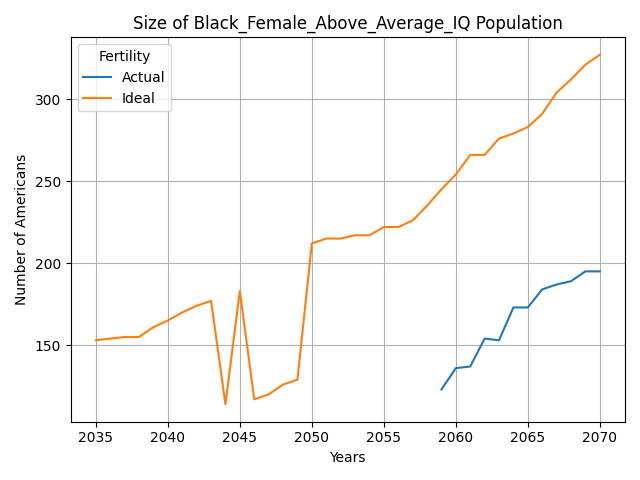 Size of Black_Female_Above_Average_IQ Population
Fertility
Actual
Ideal
Number of Americans
300
250
200
150
2035 2040 2045 2050 2055 2060 2065 2070
Years